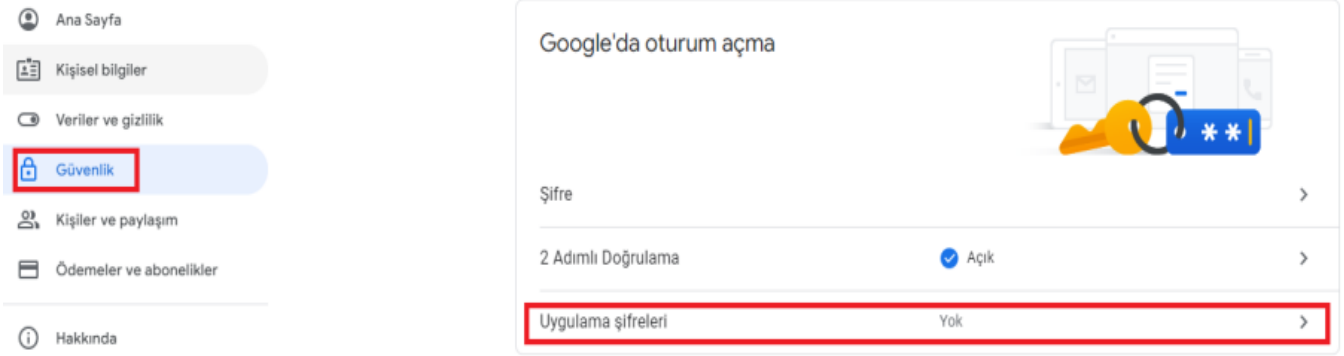 Ana Sayfa
Kişisel bilgiler
Veriler ve gizlilik
Güvenlik
Kişiler ve paylaşım
Ödemeler ve abonelikler
Hakkında
Google'da oturum açma
**
Şifre
2 Adımlı Doğrulama Açık
Uygulama şifreleri Yok